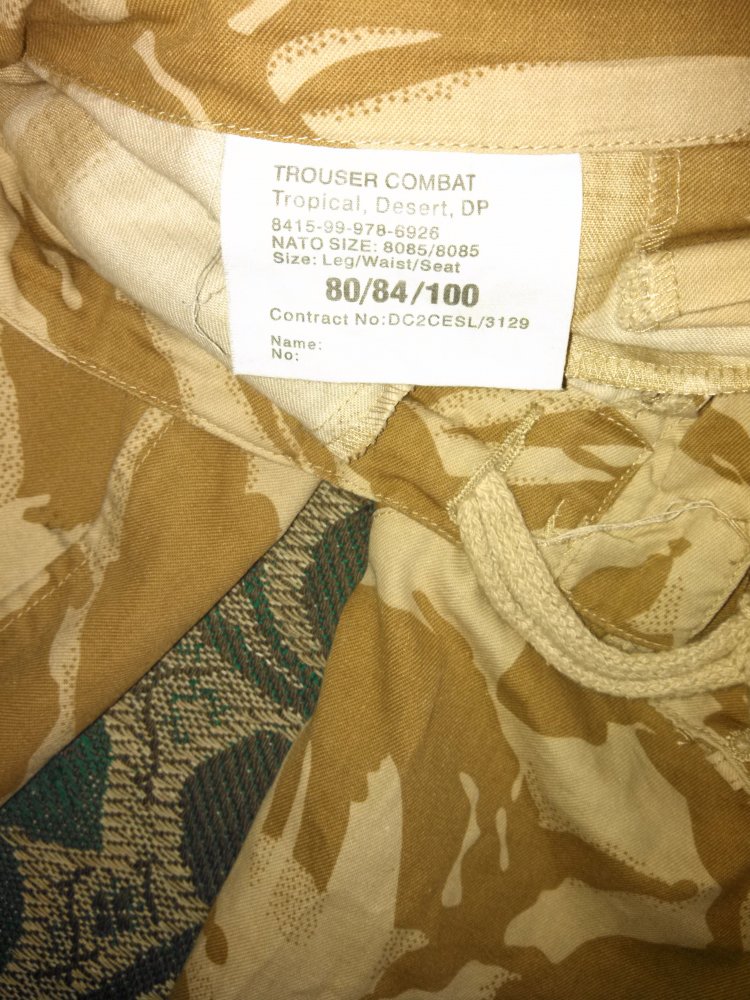 TROUSER COMBAT
Tropical, Desert, DP
8415-99-978-6926
NATO SIZE: 8085/8085
Size: Leg/Waist/Seat
80/84/100
Contract No:DC2CESL/3129
Name:
No: